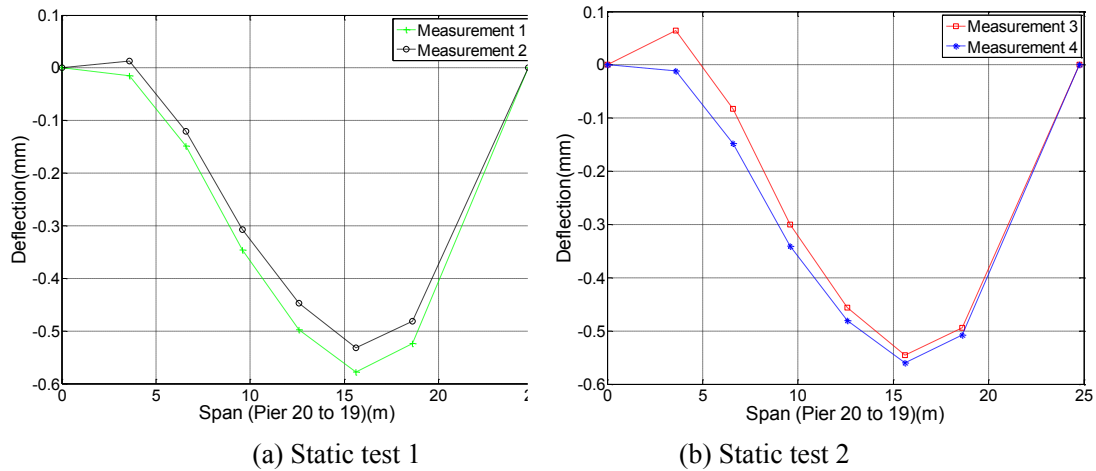 0.1
0
-0.1
-0.2
-0.3
-0.4
-0.5
-0.6
Deflection(mm)
Measurement 1
Measurement 2
0 5 10 15 20 2
Span (Pier 20 to 19)(m)
(a) Static test 1
0.1
0
-0.1
-0.2
-0.3
-0.4
-0.5
-0.6
Deflection(mm)
Measurement 3
Measurement 4
0 5 10 15 20 25
Span (Pier 20 to 19)(m)
(b) Static test 2